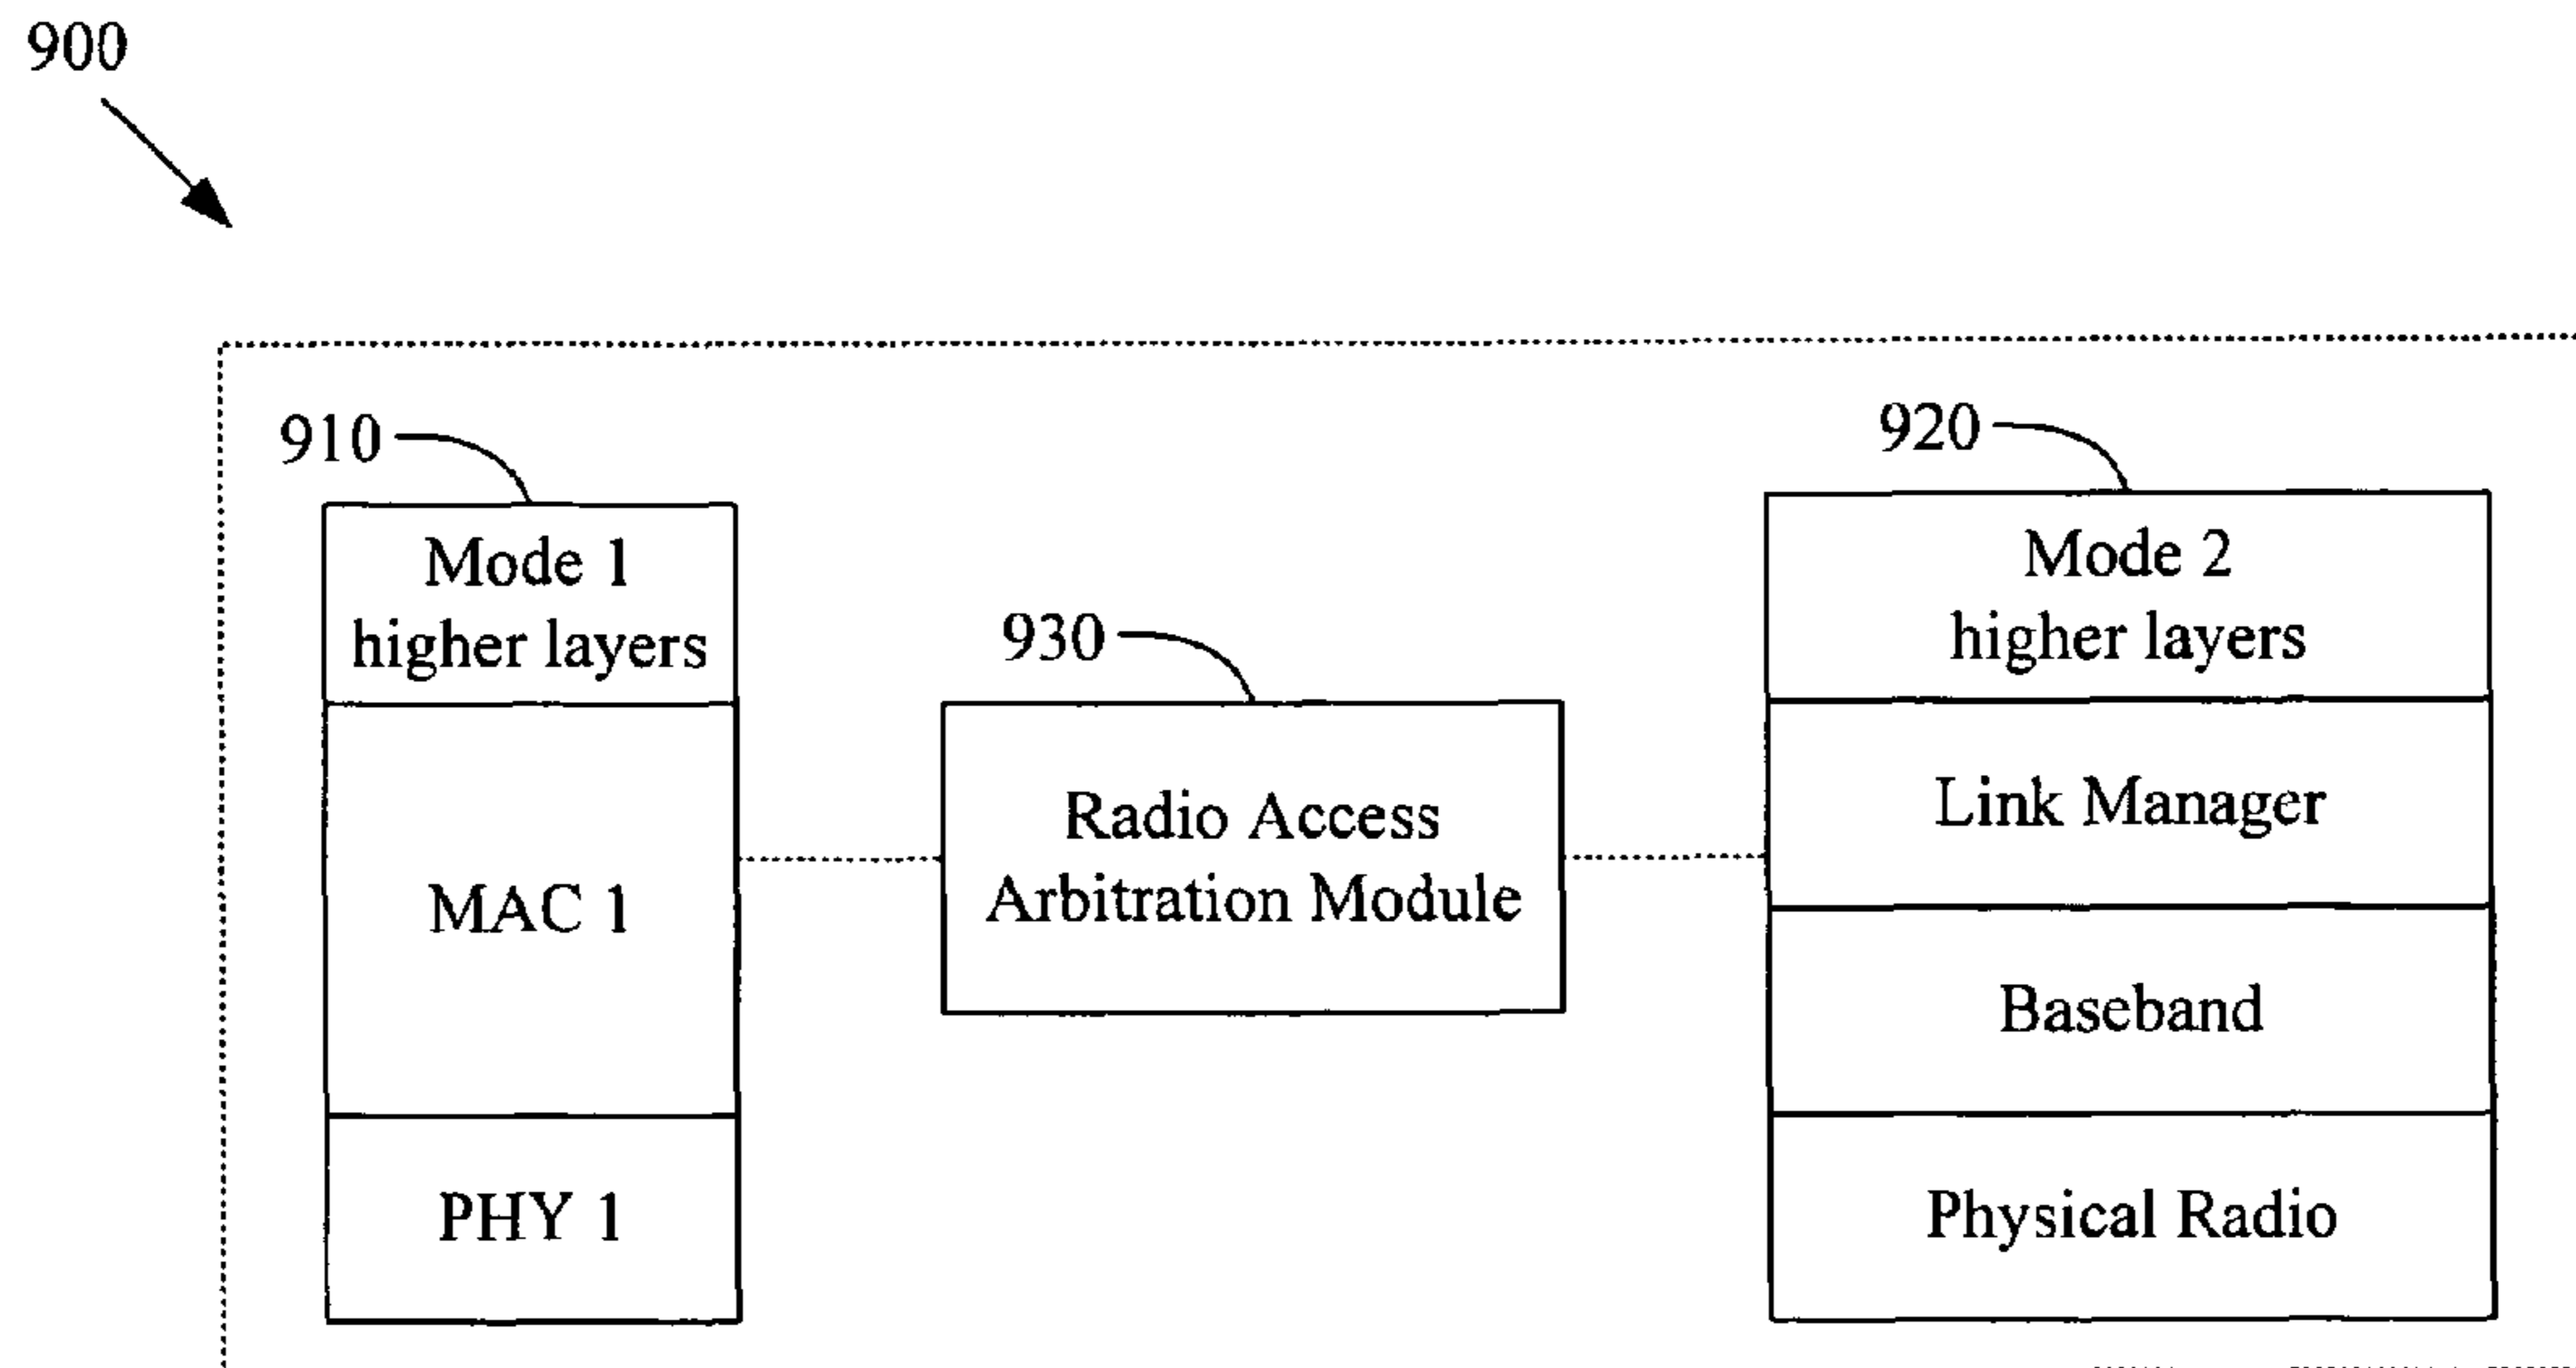 900
910
Mode 1
higher layers
MAC 1
PHY 1
930
Radio Access
Arbitration Module
920
Mode 2
higher layers
Link Manager
Baseband
Physical Radio